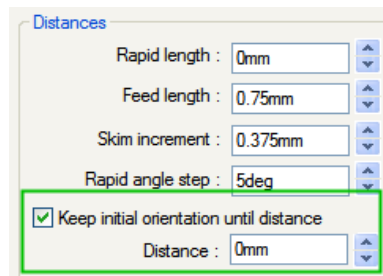 Distances
Rapid length : 0mm
Feed length : 0.75mm
Skim increment : 0.375mm
Rapid angle step : 5deg
Keep initial orientation until distance
Distance : 0mm